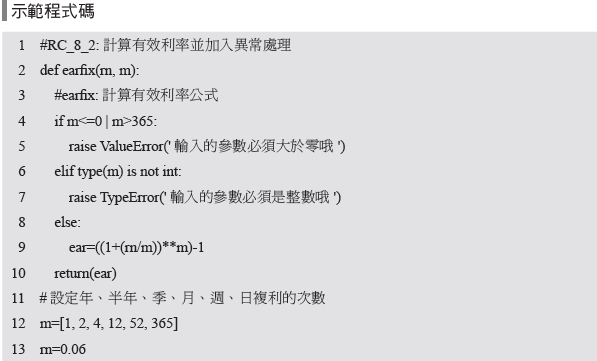 示範程式碼
1 #RC_8_2: 計算有效利率並加入異常處理
2 def earfix(rn, m):
3 #earfix: 計算有效利率公式
4 if m<=0 | m>365:
5 raise ValueError(' 輸入的參數必須大於零哦 ')
6 elif type(m) is not int:
7 raise TypeError(' 輸入的參數必須是整數哦 ')
8 else:
9 ear=((1+(rn/m))**m)-1
10 return(ear)
11 # 設定年、半年、季、月、週、日複利的次數
12 m=[1, 2, 4, 12, 52, 365]
13 rn=0.06